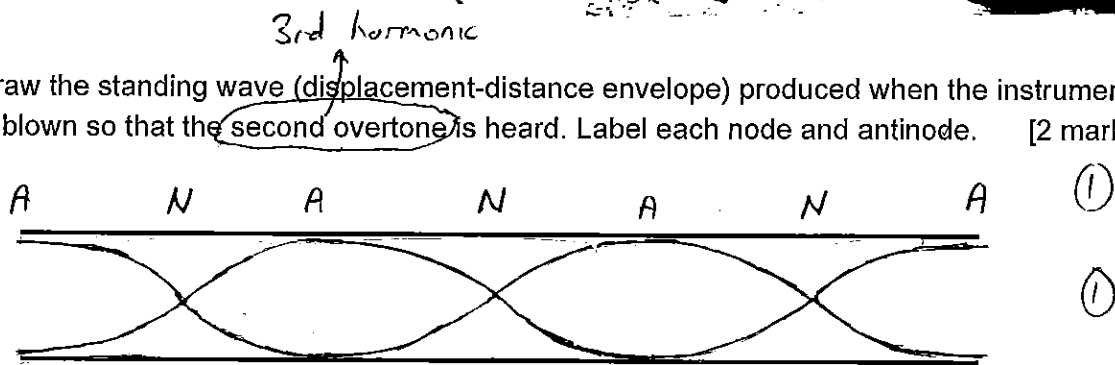 3rd harmonic
raw the standing wave (displacement-distance envelope) produced when the instrumen
blown so that the second overtone is heard. Label each node and antinode. [2 mar
A N A N A N A
1
1